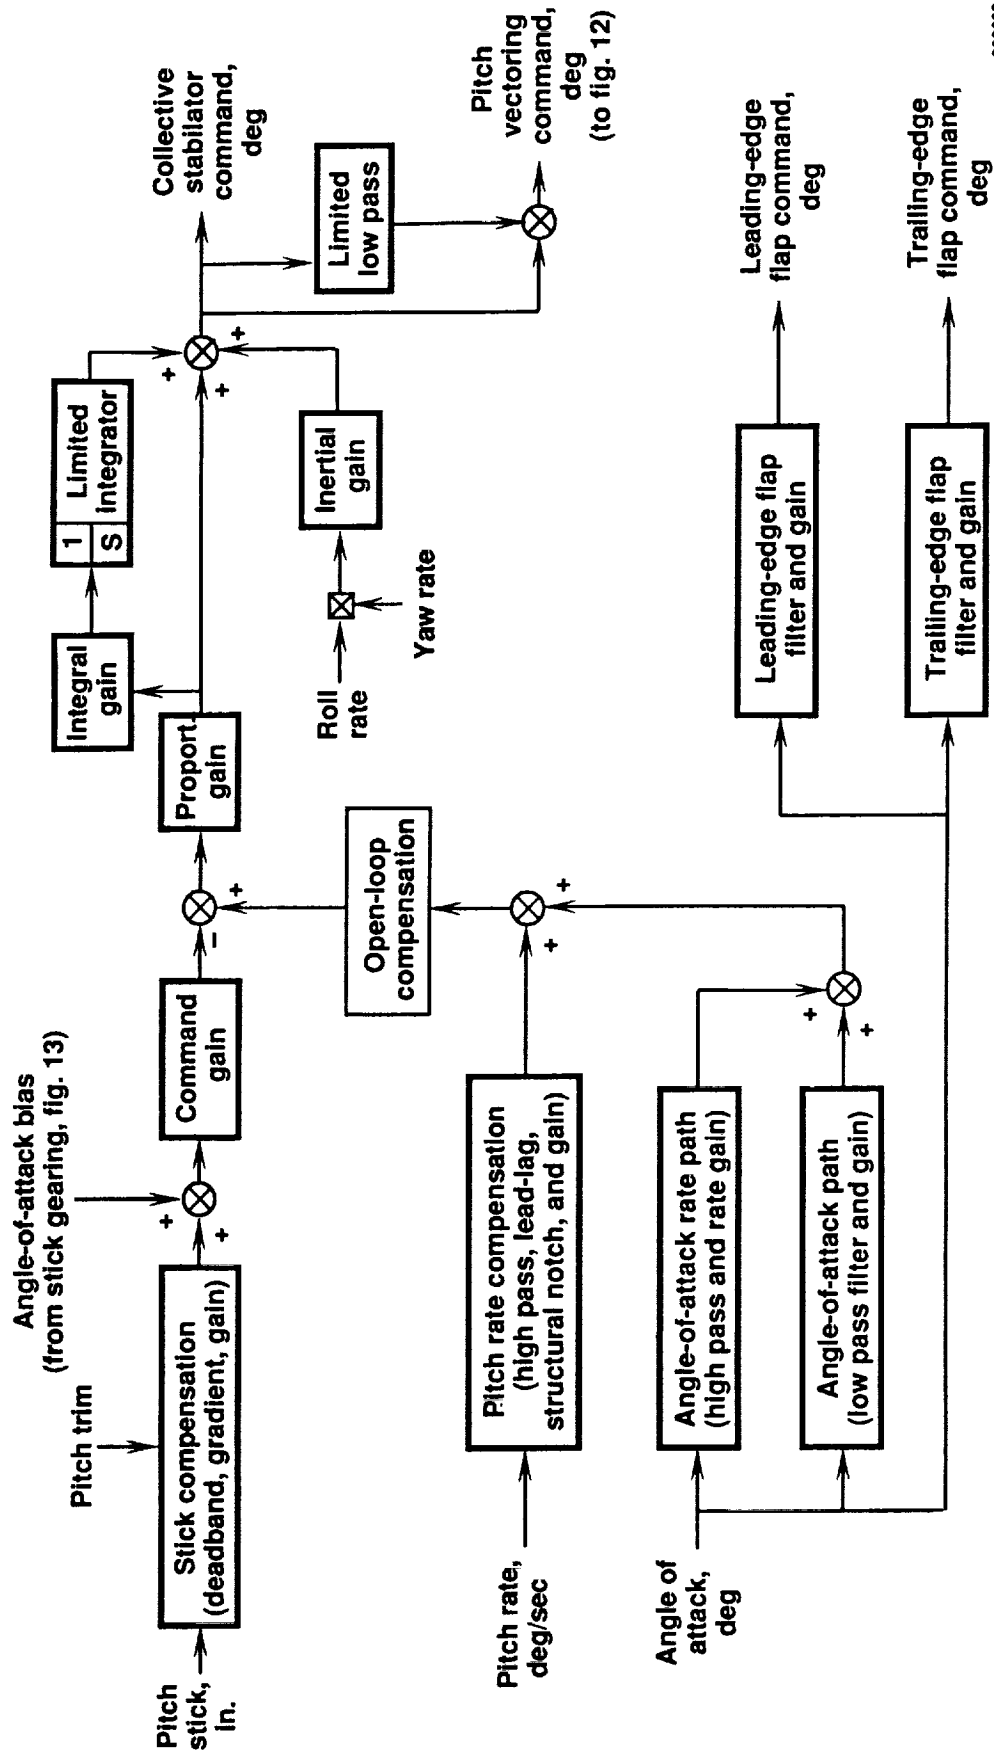 Angle-of-attack bias
(from stick gearing, fig. 13)
Pitch trim
Pitch
stick,
in.
Stick compensation
(deadband, gradient, gain)
+
+
Command
gain
–
+
Proport.
gain
Integral
gain
1
S
Limited
integrator
+
+
+
Collective
stabilator
command,
deg
Roll
rate
Yaw rate
Inertial
gain
Limited
low pass
Pitch
vectoring
command,
deg
(to fig. 12)
Open-loop
compensation
Pitch rate,
deg/sec
Pitch rate compensation
(high pass, lead-lag,
structural notch, and gain)
+
+
Angle of
attack,
deg
Angle-of-attack rate path
(high pass and rate gain)
Angle-of-attack path
(low pass filter and gain)
+
+
Leading-edge flap
filter and gain
Leading-edge
flap command,
deg
Trailing-edge flap
filter and gain
Trailing-edge
flap command,
deg